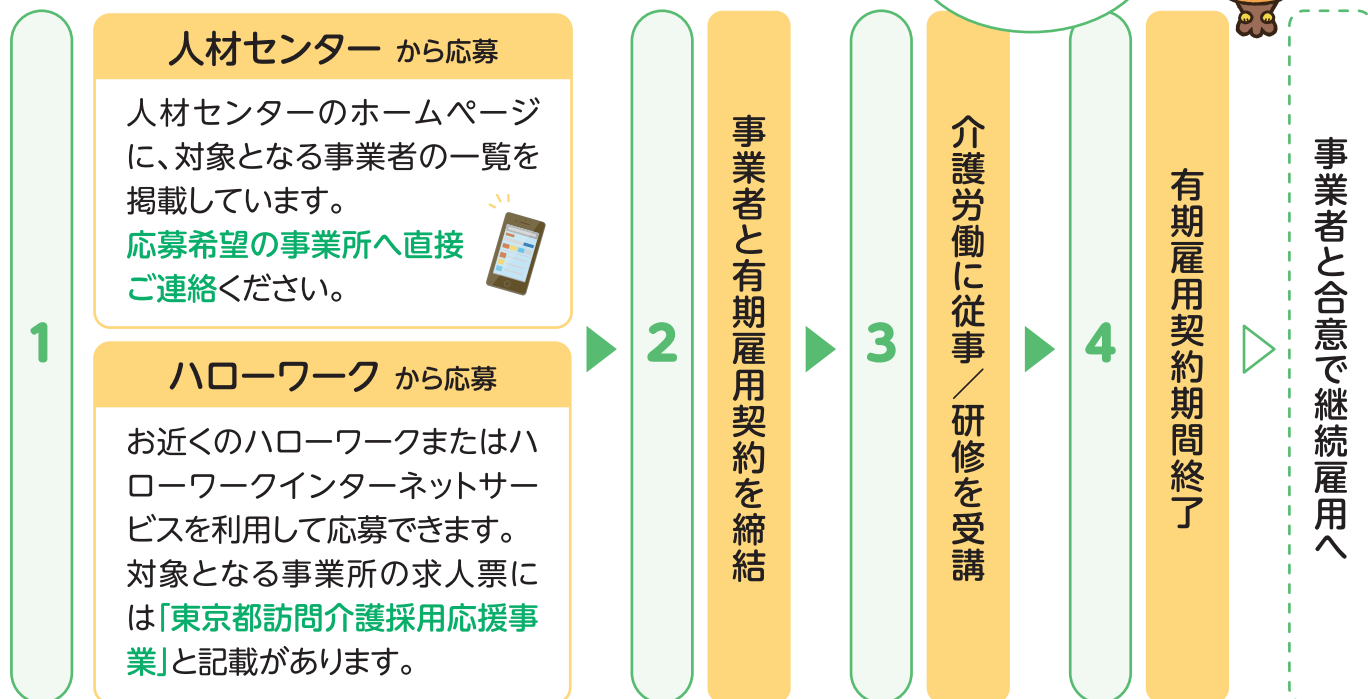 1
人材センター から応募
人材センターのホームページ
に、対象となる事業者の一覧を
掲載しています。
応募希望の事業所へ直接
ご連絡ください。
ハローワーク から応募
お近くのハローワークまたはハ
ローワークインターネットサー
ビスを利用して応募できます。
対象となる事業所の求人票に
は「東京都訪問介護採用応援事
業」と記載があります。
2
事業者と有期雇用契約を締結
3
介護労働に従事／研修を受講
4
有期雇用契約期間終了
事業者と合意で継続雇用へ